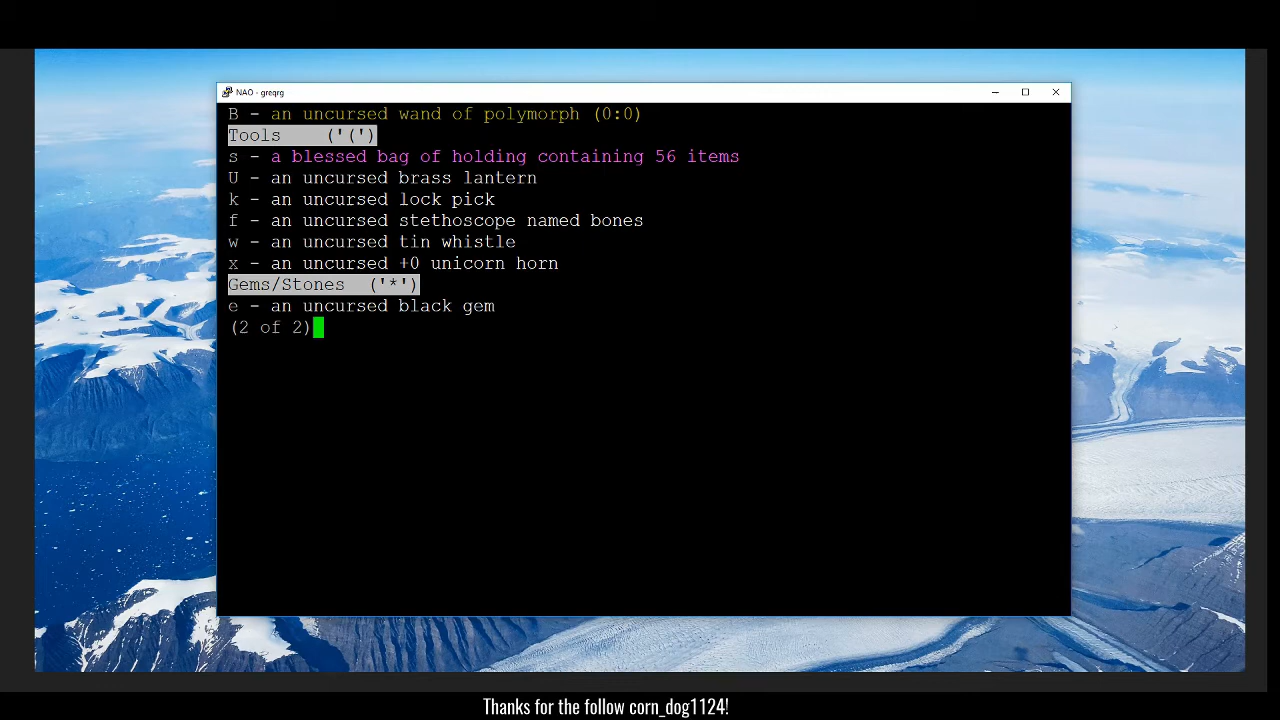 NAO - greqrg
B - an uncursed wand of polymorph (0:0)
Tools    ('(')
s - a blessed bag of holding containing 56 items
U - an uncursed brass lantern
k - an uncursed lock pick
f - an uncursed stethoscope named bones
w - an uncursed tin whistle
x - an uncursed +0 unicorn horn
Gems/Stones  ('*')
e - an uncursed black gem
(2 of 2)
Thanks for the follow corn_dog1124!